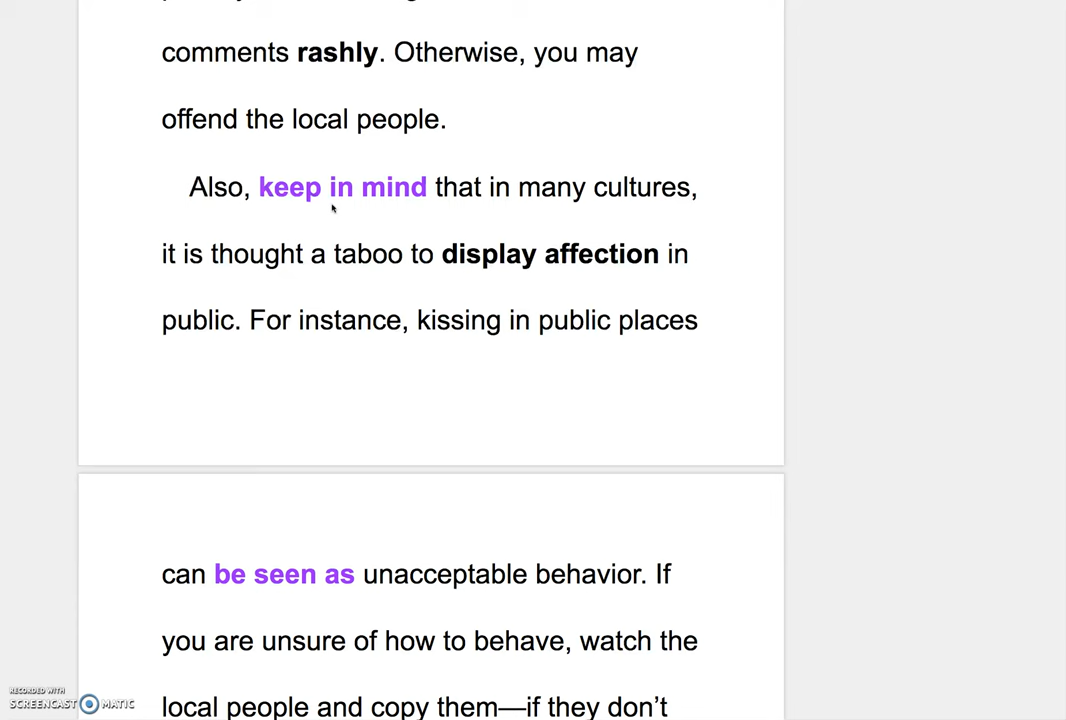 comments rashly. Otherwise, you may
offend the local people.
Also, keep in mind that in many cultures,
it is thought a taboo to display affection in
public. For instance, kissing in public places
can be seen as unacceptable behavior. If
you are unsure of how to behave, watch the
local people and copy them—if they don’t
RECORDED WITH
SCREENCAST MATIC